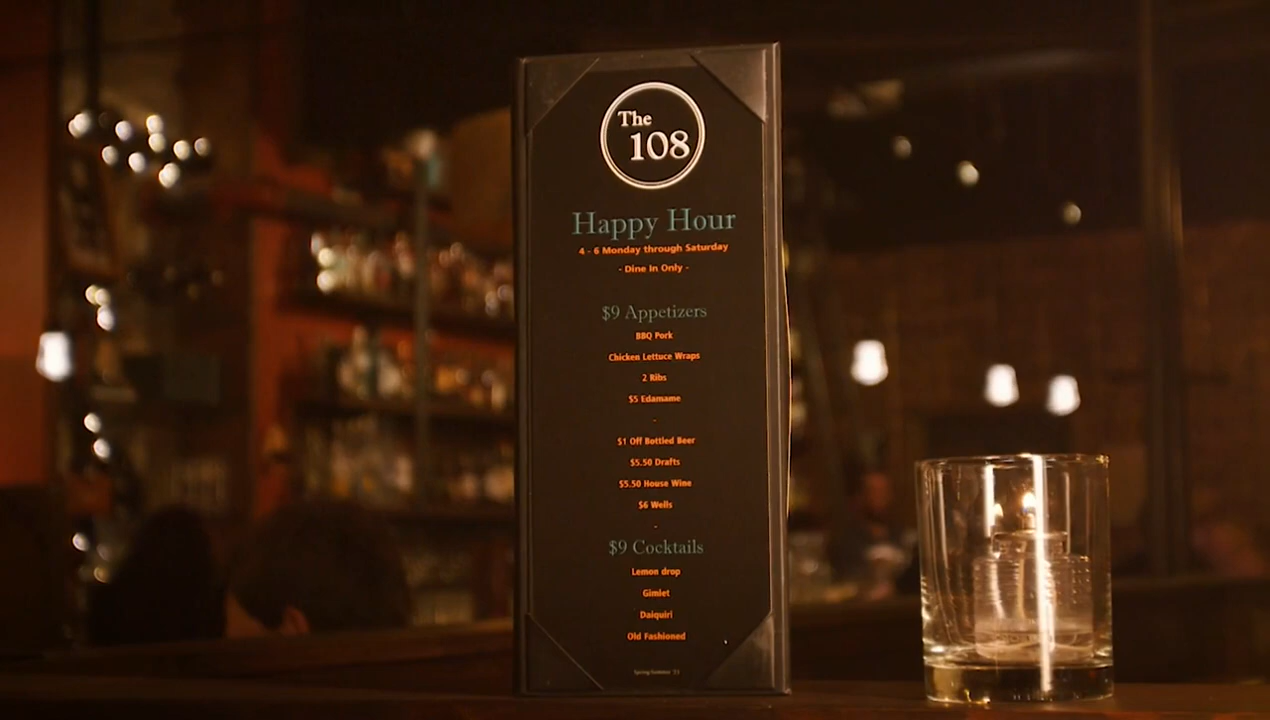 The
108
Happy Hour
4 - 6 Monday through Saturday
- Dine In Only -
$9 Appetizers
BBQ Pork
Chicken Lettuce Wraps
2 Ribs
$5 Edamame
-
$1 Off Bottled Beer
$5.50 Drafts
$5.50 House Wine
$6 Wells
-
$9 Cocktails
Lemon drop
Gimlet
Daiquiri
Old Fashioned